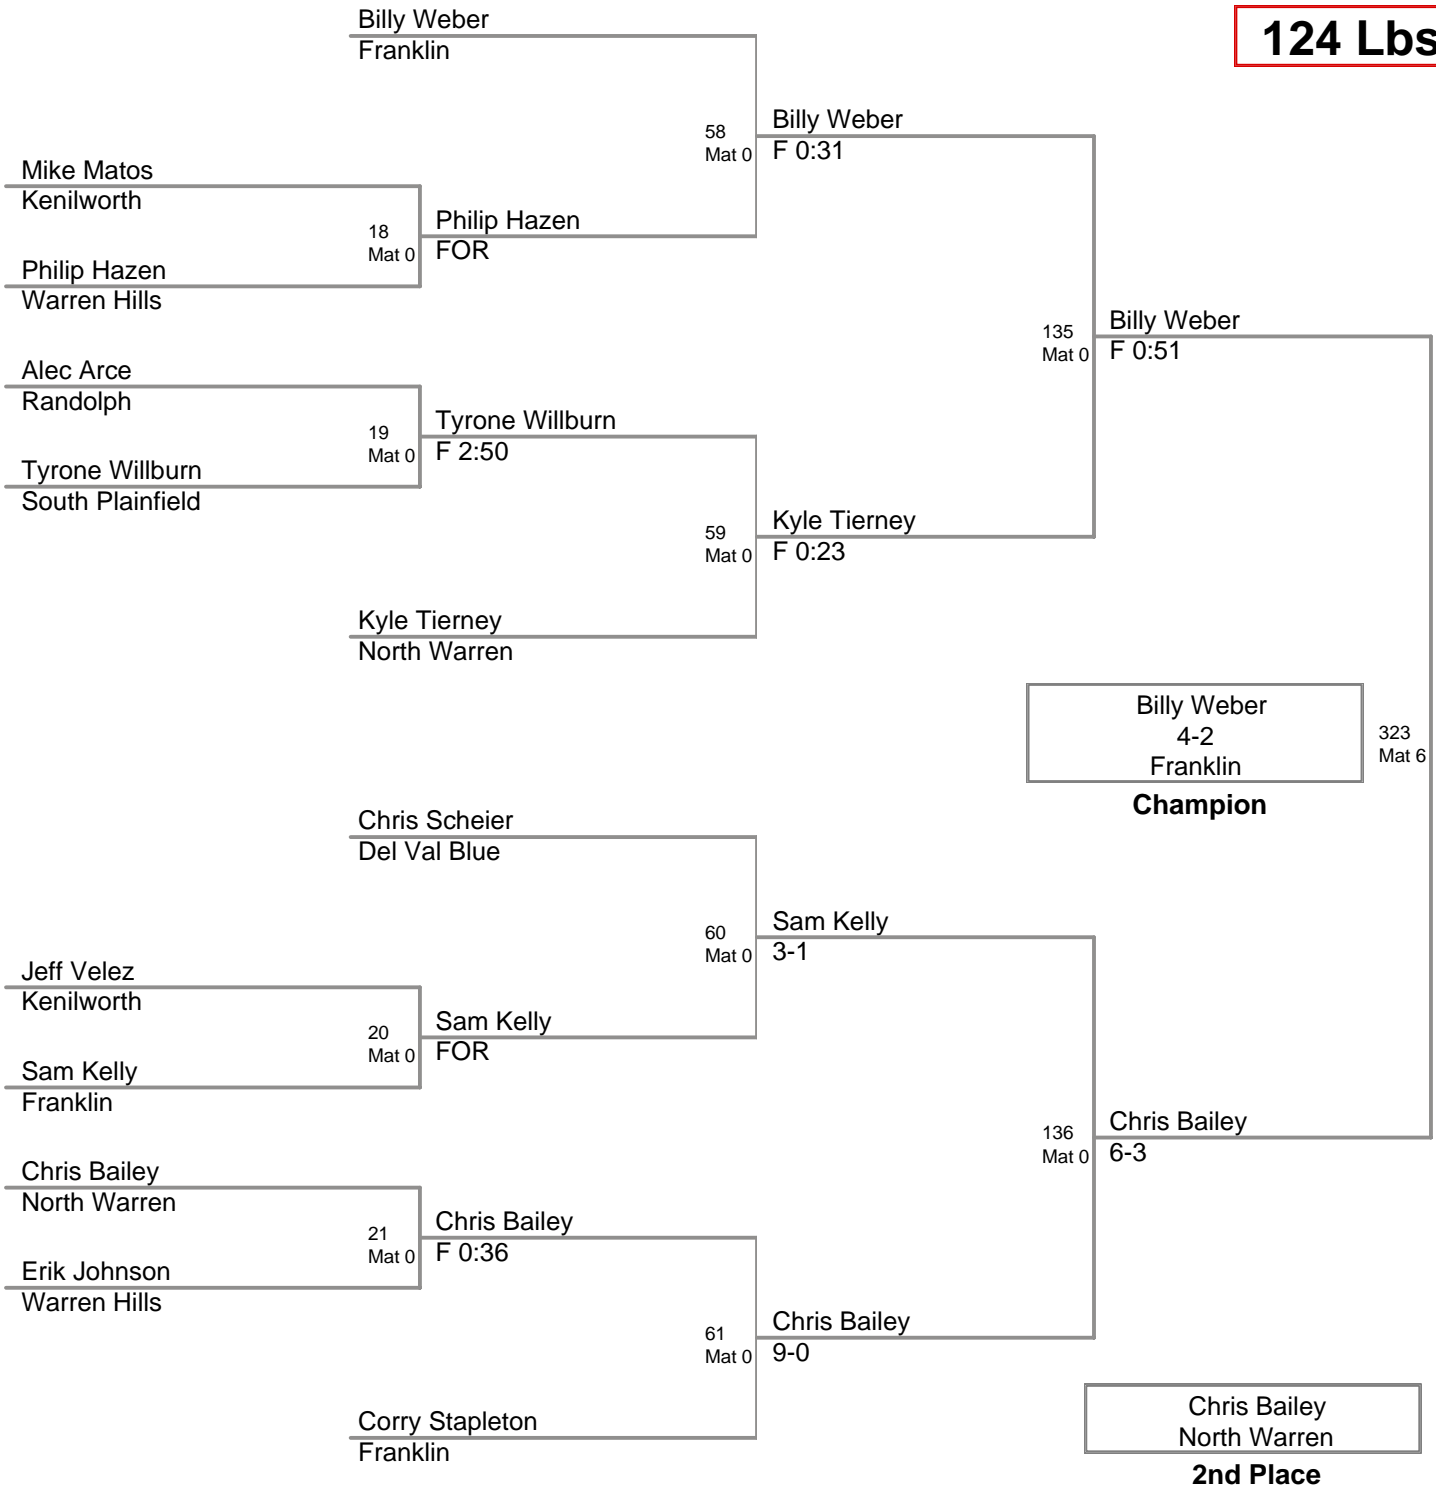 Billy Weber
Franklin
124 Lbs
58
Mat 0
Billy Weber
F 0:31
Mike Matos
Kenilworth
18
Mat 0
Philip Hazen
FOR
Philip Hazen
Warren Hills
135
Mat 0
Billy Weber
F 0:51
Alec Arce
Randolph
19
Mat 0
Tyrone Willburn
F 2:50
Tyrone Willburn
South Plainfield
59
Mat 0
Kyle Tierney
F 0:23
Kyle Tierney
North Warren
Billy Weber
4-2
Franklin
Champion
323
Mat 6
Chris Scheier
Del Val Blue
60
Mat 0
Sam Kelly
3-1
Jeff Velez
Kenilworth
20
Mat 0
Sam Kelly
FOR
Sam Kelly
Franklin
136
Mat 0
Chris Bailey
6-3
Chris Bailey
North Warren
21
Mat 0
Chris Bailey
F 0:36
Erik Johnson
Warren Hills
61
Mat 0
Chris Bailey
9-0
Corry Stapleton
Franklin
Chris Bailey
North Warren
2nd Place